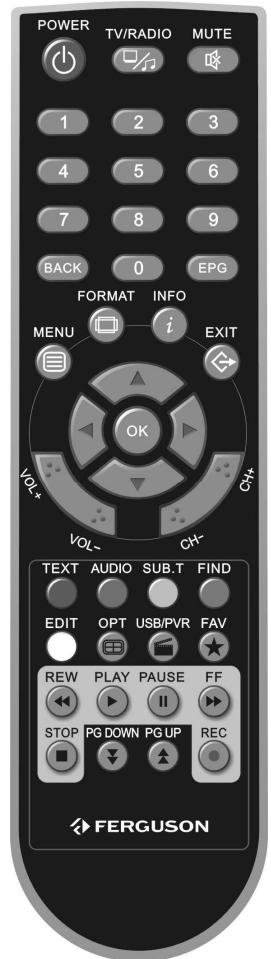 POWER TV/RADIO MUTE
1 2 3
4 5 6
7 8 9
BACK 0 EPG
FORMAT INFO
MENU EXIT
OK
VOL+ CH+
VOL- CH-
TEXT AUDIO SUB.T FIND
EDIT OPT USB/PVR FAV
REW PLAY PAUSE FF
STOP PG DOWN PG UP REC
FERGUSON